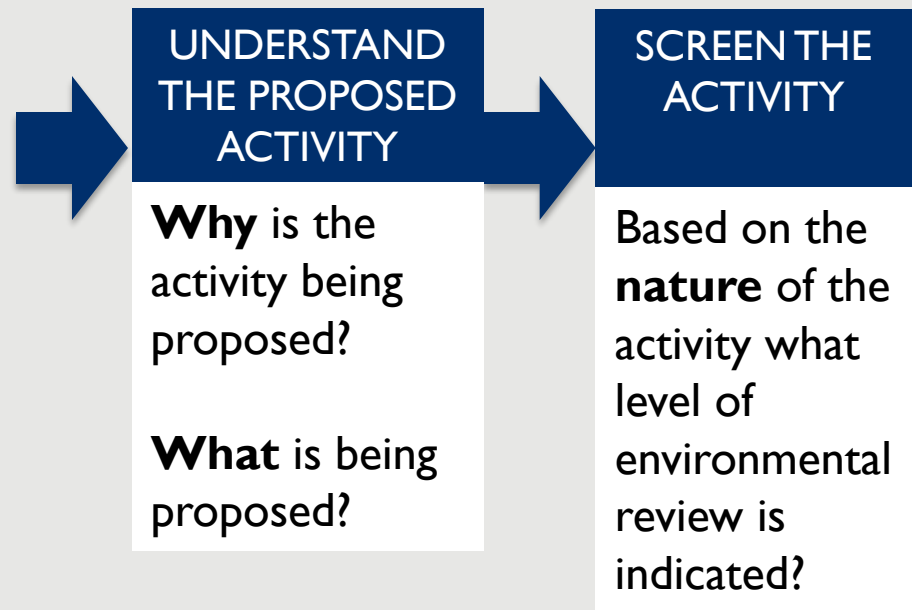 UNDERSTAND
THE PROPOSED
ACTIVITY
Why is the
activity being
proposed?
What is being
proposed?
SCREEN THE
ACTIVITY
Based on the
nature of the
activity what
level of
environmental
review is
indicated?